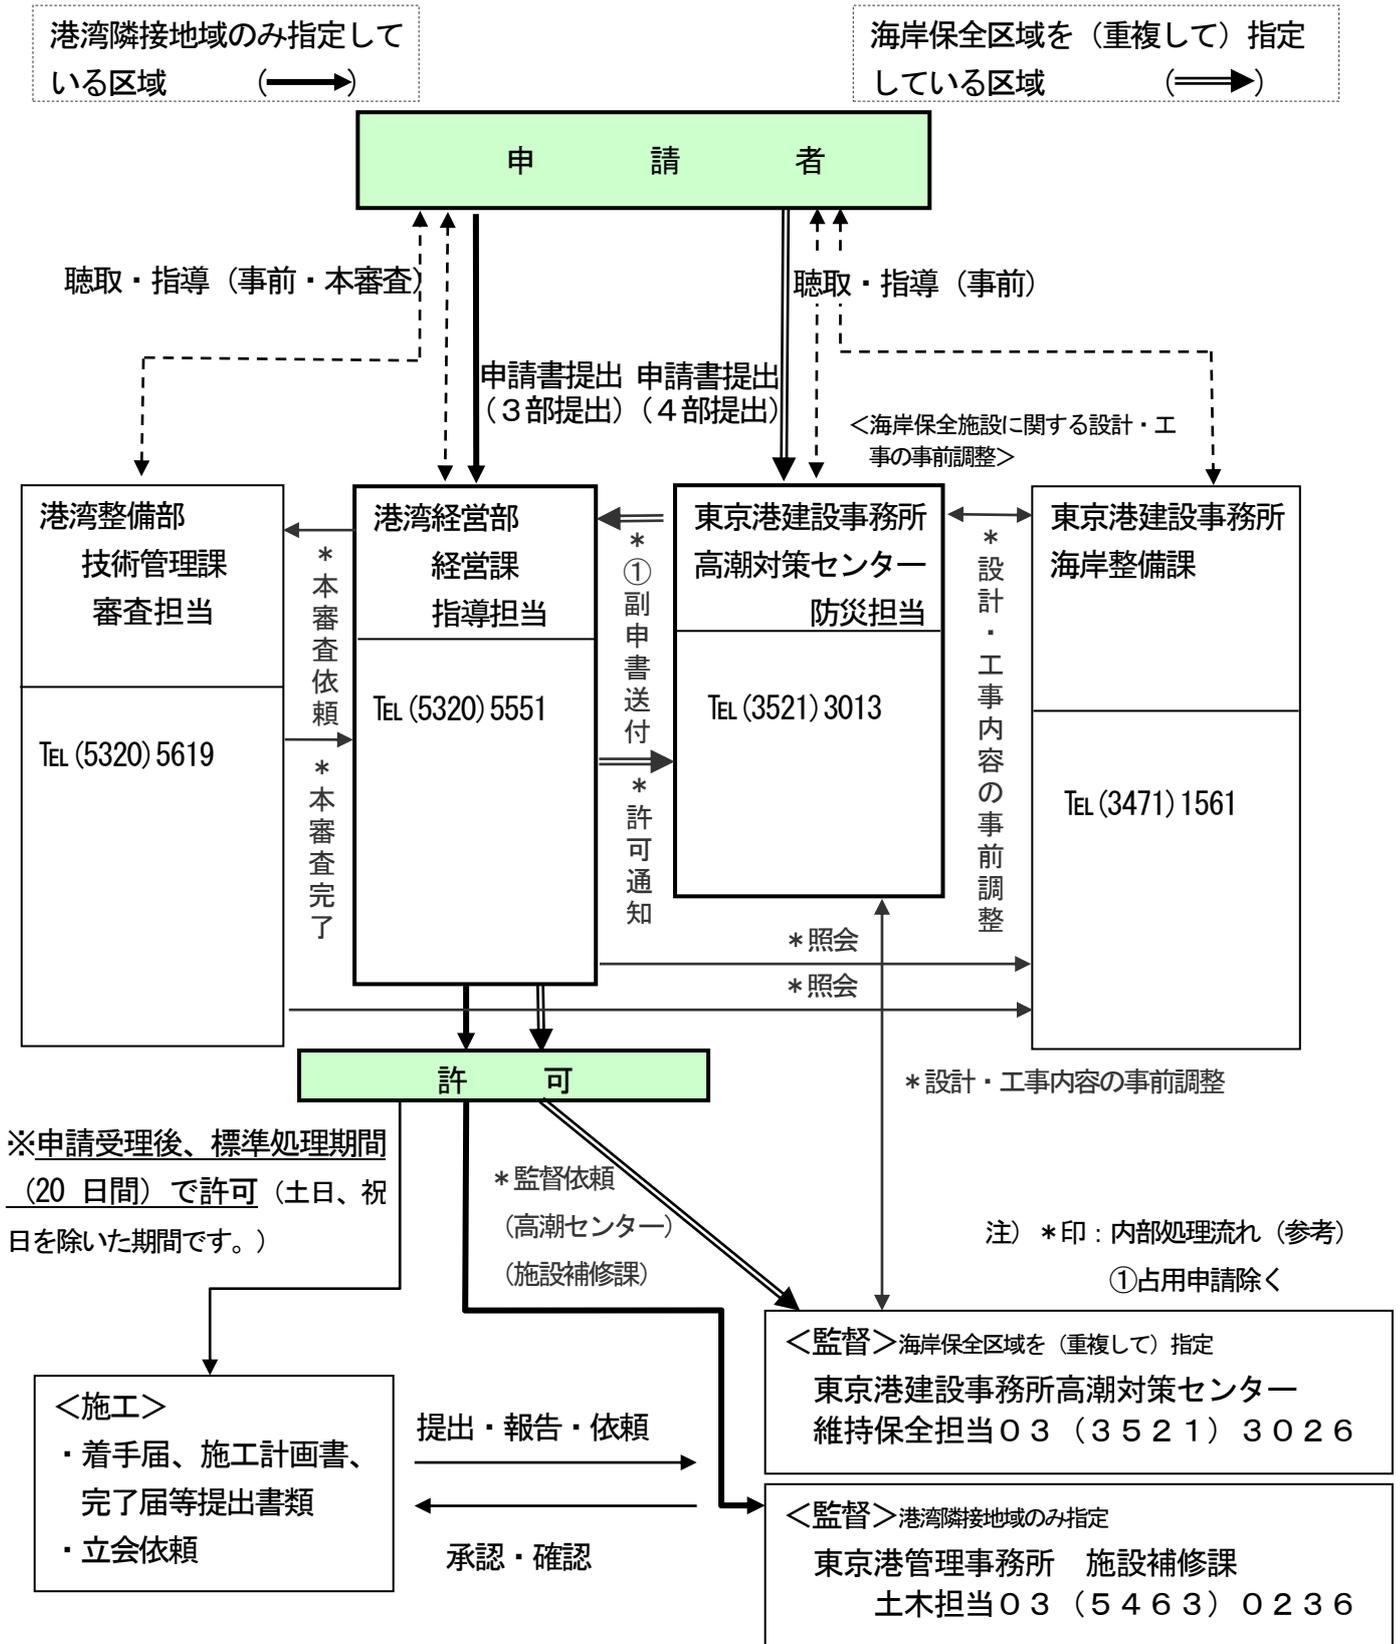 港湾隣接地域のみ指定して
いる区域　　　（　　　）
海岸保全区域を（重複して）指定
している区域　　　　（　　　）
申　　　請　　　者
聴取・指導（事前・本審査）
聴取・指導（事前）
申請書提出
（３部提出）
申請書提出
（４部提出）
＜海岸保全施設に関する設計・工
事の事前調整＞
港湾整備部
技術管理課
審査担当
℡(5320)5619
＊本審査依頼
＊本審査完了
港湾経営部
経営課
指導担当
℡(5320)5551
＊①副申書送付
＊許可通知
東京港建設事務所
高潮対策センター
防災担当
℡(3521)3013
＊設計・工事内容の事前調整
東京港建設事務所
海岸整備課
℡(3471)1561
＊照会
＊照会
許　　可
＊設計・工事内容の事前調整
※申請受理後、標準処理期間
（20 日間）で許可（土日、祝
日を除いた期間です。）
＊監督依頼
（高潮センター）
（施設補修課）
注）＊印：内部処理流れ（参考）
①占用申請除く
＜施工＞
・着手届、施工計画書、
完了届等提出書類
・立会依頼
提出・報告・依頼
承認・確認
＜監督＞海岸保全区域を（重複して）指定
東京港建設事務所高潮対策センター
維持保全担当０３（３５２１）３０２６
＜監督＞港湾隣接地域のみ指定
東京港管理事務所　施設補修課
土木担当０３（５４６３）０２３６